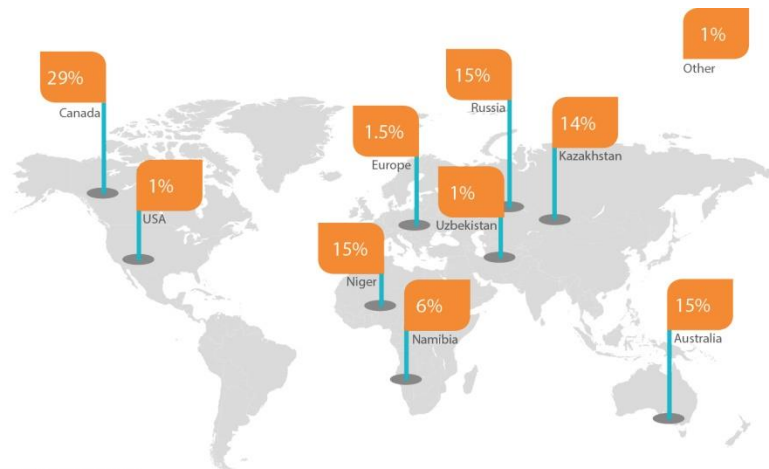 1%
Other
29%
Canada
15%
Russia
14%
Kazakhstan
1.5%
Europe
1%
USA
1%
Uzbekistan
15%
Niger
6%
Namibia
15%
Australia